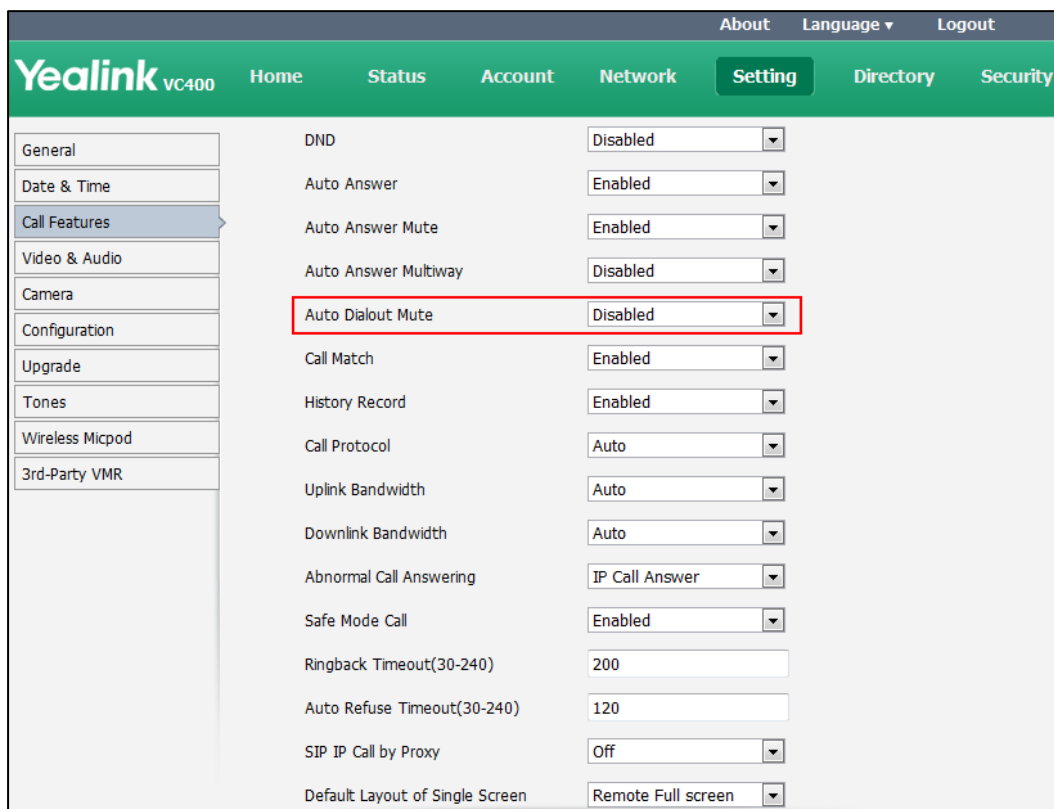 About Language ▾ Logout
Yealink VC400 Home Status Account Network Setting Directory Security
General
Date & Time
Call Features
Video & Audio
Camera
Configuration
Upgrade
Tones
Wireless Micpod
3rd-Party VMR
DND Disabled
Auto Answer Enabled
Auto Answer Mute Enabled
Auto Answer Multiway Disabled
Auto Dialout Mute Disabled
Call Match Enabled
History Record Enabled
Call Protocol Auto
Uplink Bandwidth Auto
Downlink Bandwidth Auto
Abnormal Call Answering IP Call Answer
Safe Mode Call Enabled
Ringback Timeout(30-240) 200
Auto Refuse Timeout(30-240) 120
SIP IP Call by Proxy Off
Default Layout of Single Screen Remote Full screen